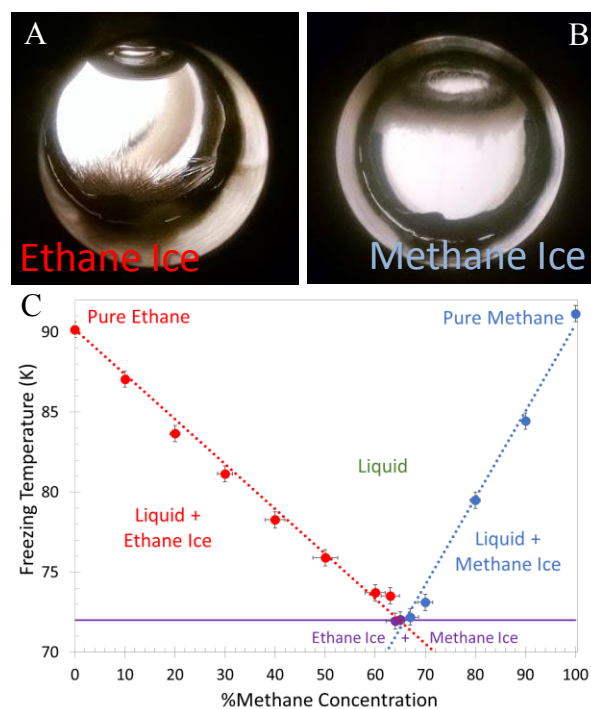 A
B
Ethane Ice
Methane Ice
C
Pure Ethane
Pure Methane
Liquid
Liquid +
Ethane Ice
Liquid +
Methane Ice
Ethane Ice + Methane Ice
Freezing Temperature (K)
90
85
80
75
70
0 10 20 30 40 50 60 70 80 90 100
%Methane Concentration